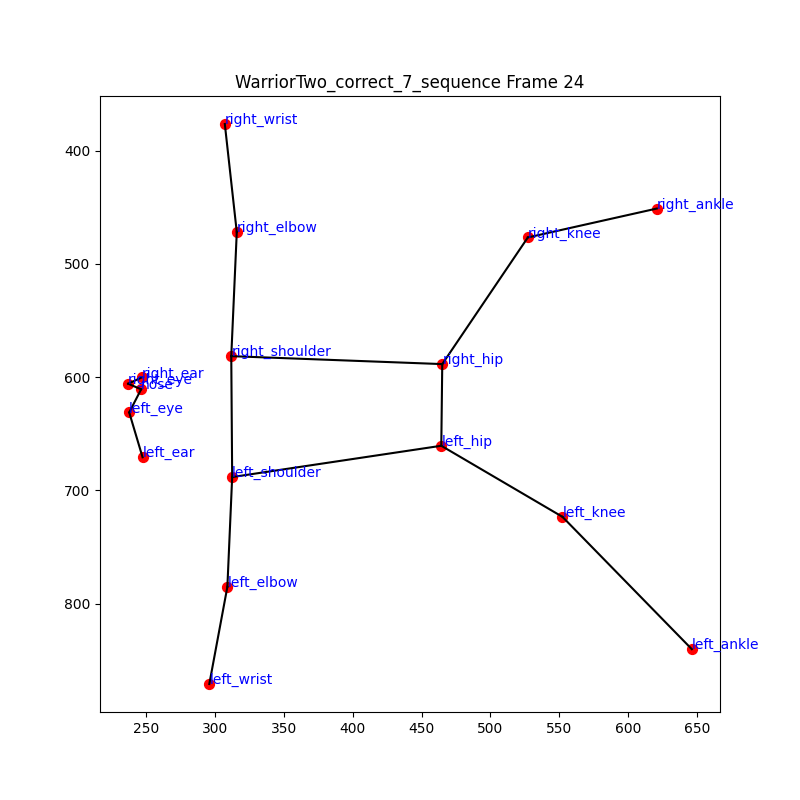 WarriorTwo_correct_7_sequence Frame 24
right_wrist
400
right_ankle
right_elbow
right_knee
500
right_shoulder
right_hip
right_ear
600
right_eye
nose
left_eye
left_hip
left_ear
left_shoulder
700
left_knee
left_elbow
800
left_ankle
left_wrist
250 300 350 400 450 500 550 600 650